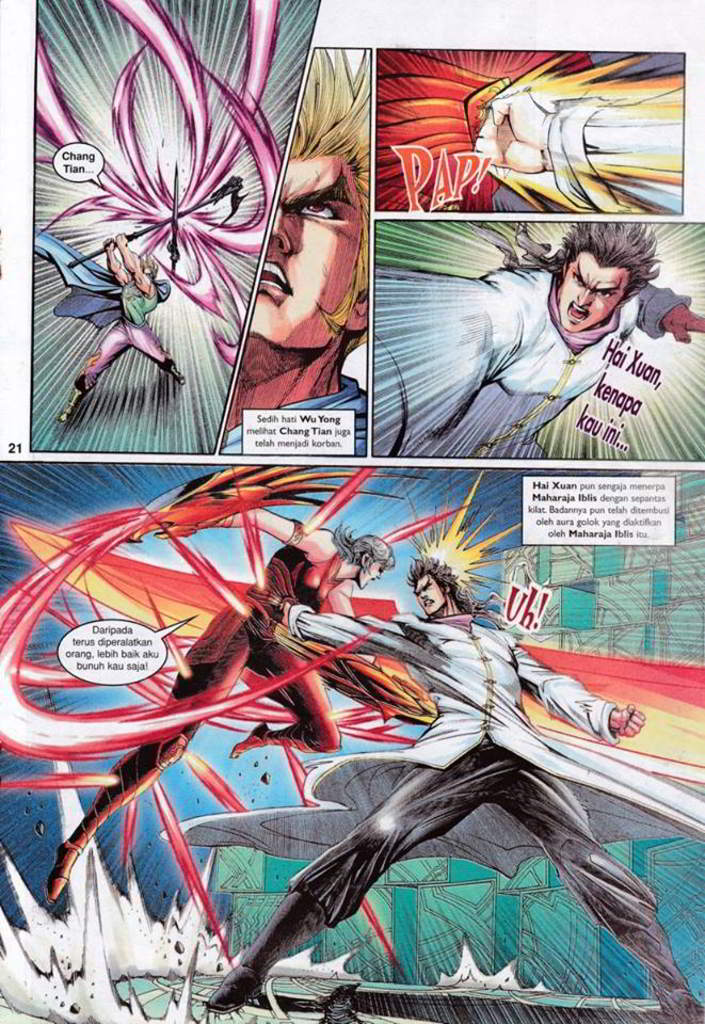 Chang
Tian...
Sedih hati Wu Yong
melihat Chang Tian juga
telah menjadi korban.
PAP!
Hai Xuan,
kenapa
kau ini...
21
Hai Xuan pun sengaja menerpa
Maharaja Iblis dengan sepantas
kilat. Badannya pun telah ditembusi
oleh aura golok yang diaktifkan
oleh Maharaja Iblis itu.
Uh!
Daripada
terus diperalatkan
orang, lebih baik aku
bunuh kau saja!